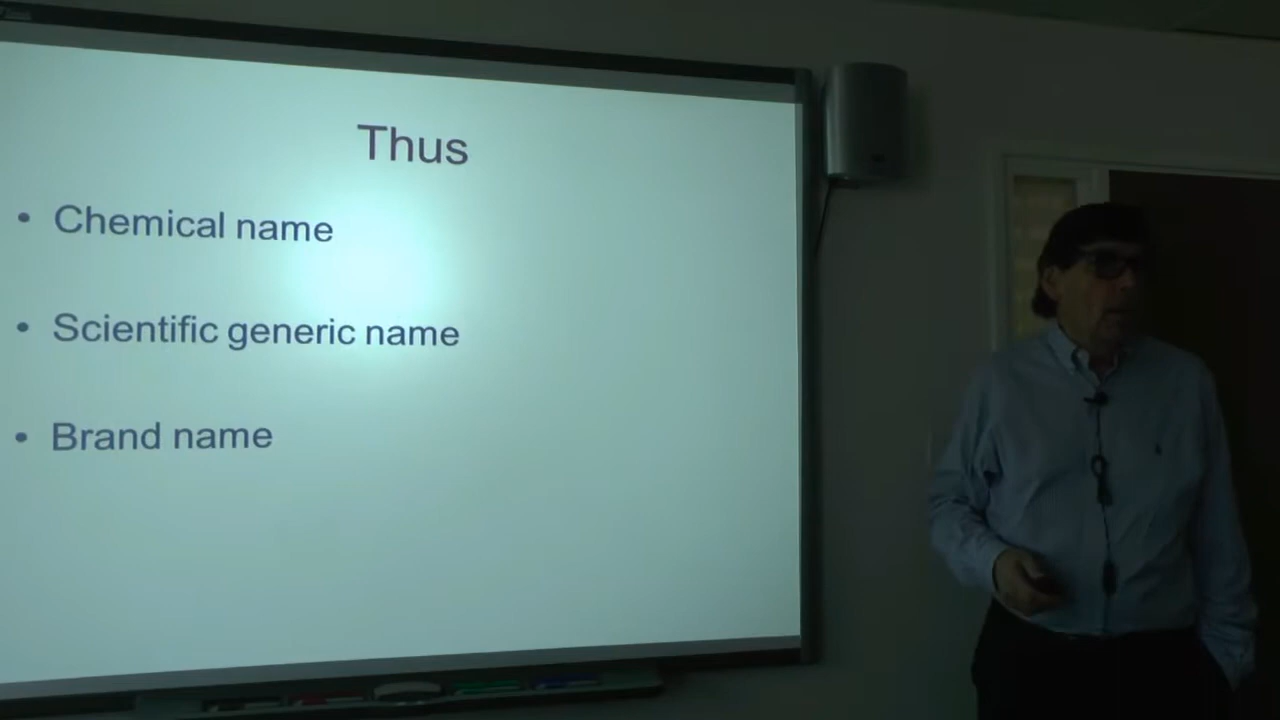 Thus
• Chemical name
• Scientific generic name
• Brand name